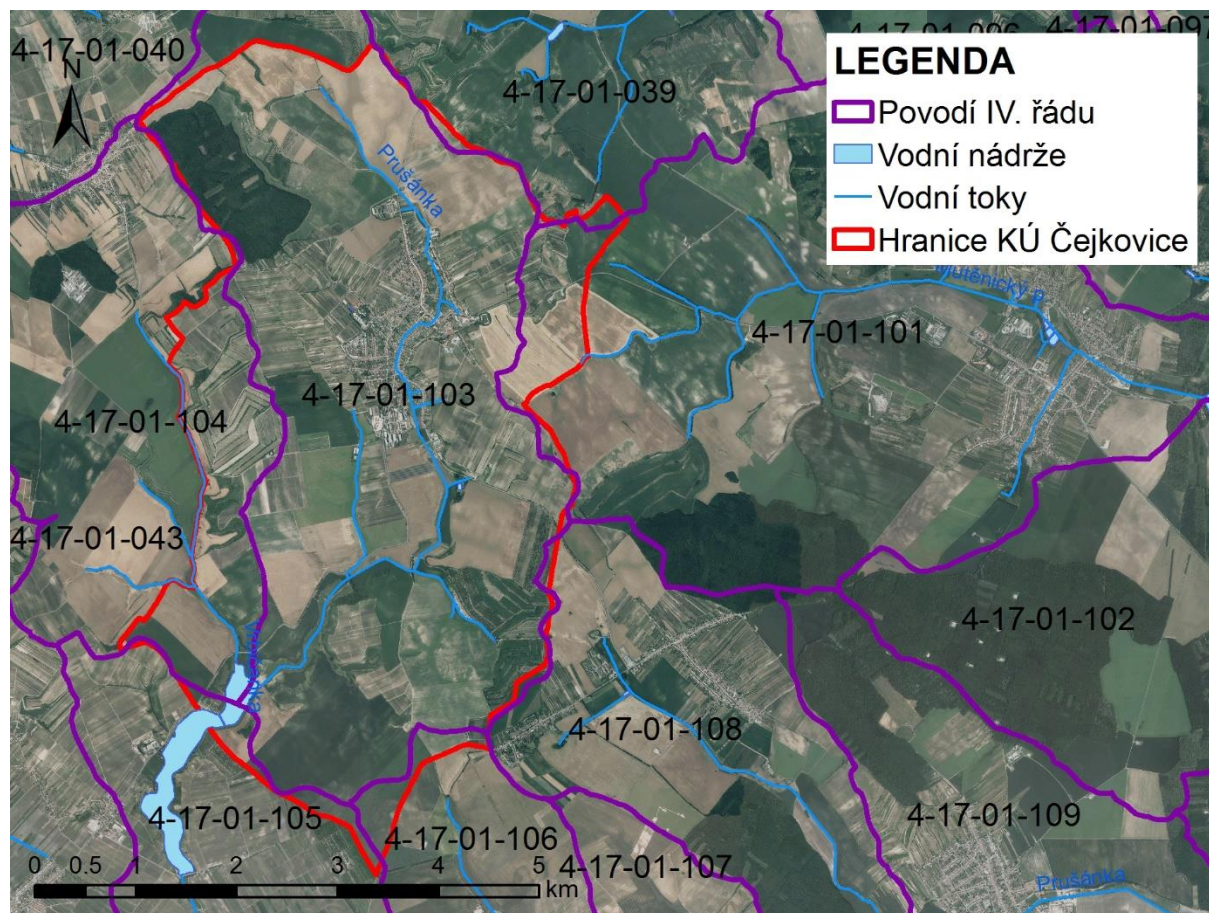 4-17-01-040
N
4-17-01-097
4-17-01-039
LEGENDA
Povodí IV. řádu
Vodní nádrže
Vodní toky
Hranice KÚ Čejkovice
Prušánka
Mutěnický p.
4-17-01-101
4-17-01-103
4-17-01-104
4-17-01-043
4-17-01-102
4-17-01-108
4-17-01-105
4-17-01-106
4-17-01-107
4-17-01-109
0 0.5 1 2 3 4 5
km
Prušánka